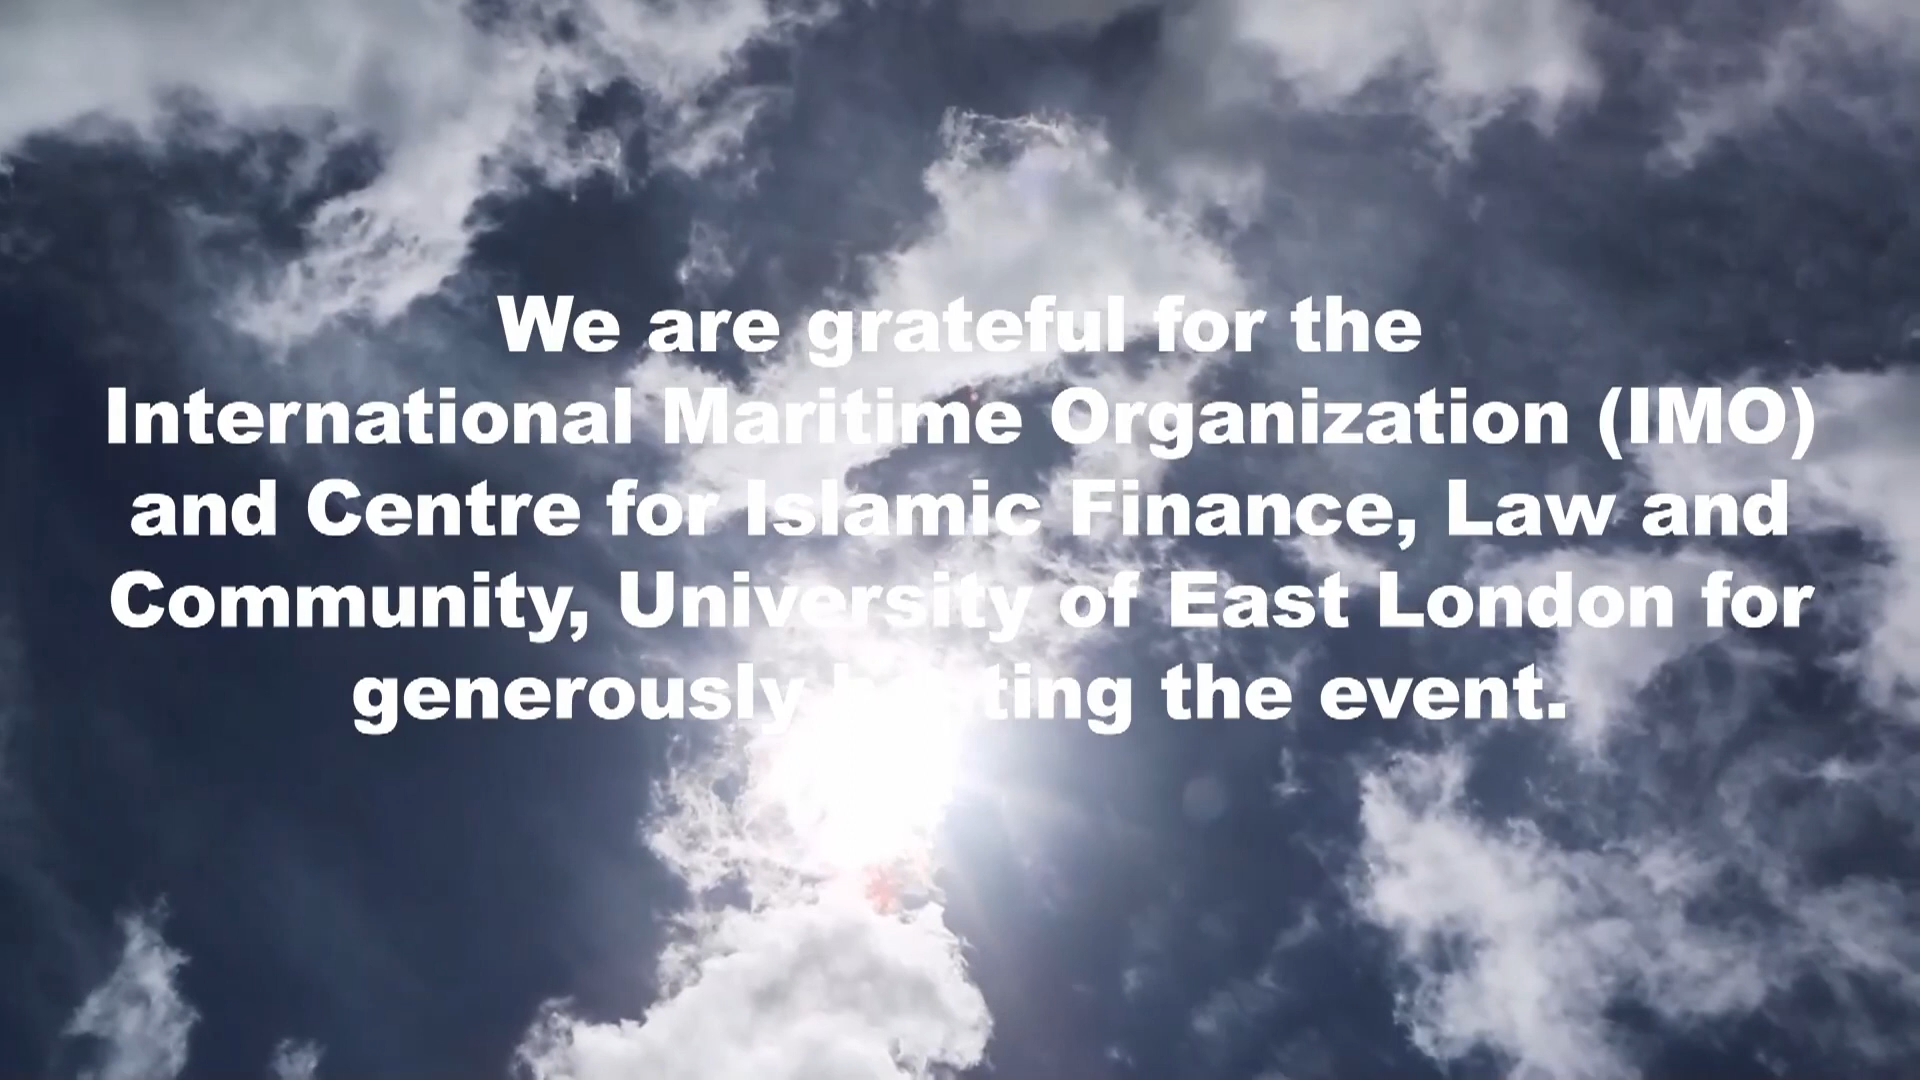 We are grateful for the
International Maritime Organization (IMO)
and Centre for Islamic Finance, Law and
Community, University of East London for
generously hosting the event.